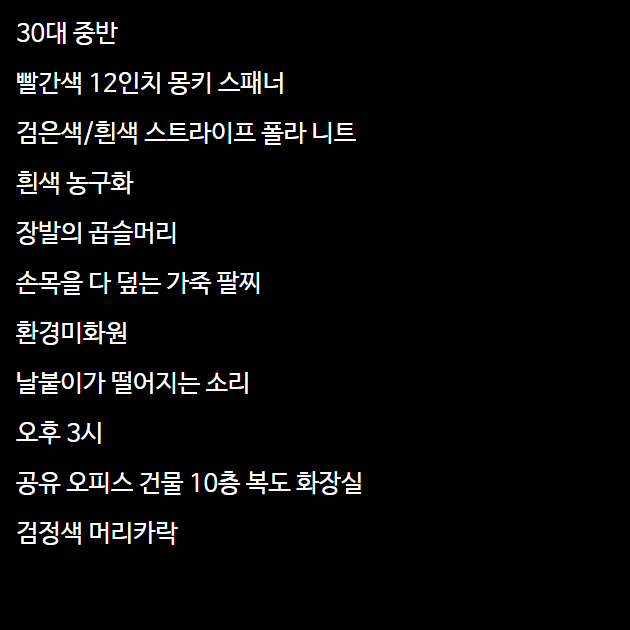 30대 중반
빨간색 12인치 몽키 스패너
검은색/흰색 스트라이프 폴라 니트
흰색 농구화
장발의 곱슬머리
손목을 다 덮는 가죽 팔찌
환경미화원
날붙이가 떨어지는 소리
오후 3시
공유 오피스 건물 10층 복도 화장실
검정색 머리카락